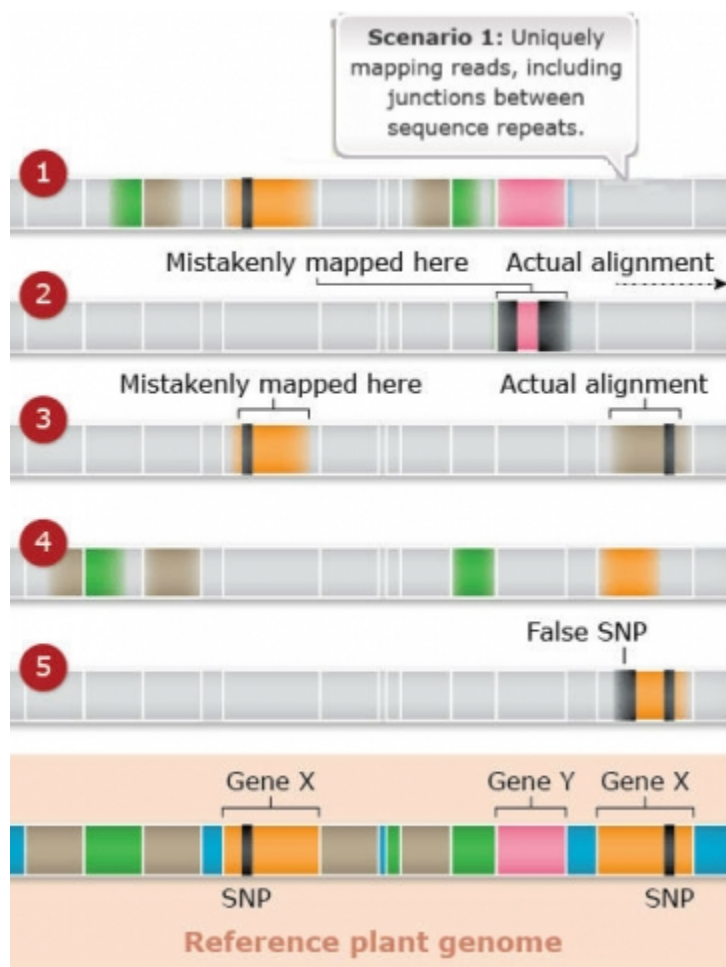 Scenario 1: Uniquely
mapping reads, including
junctions between
sequence repeats.
1
Mistakenly mapped here
Actual alignment
2
Mistakenly mapped here
Actual alignment
3
4
False SNP
5
Gene X
Gene Y
Gene X
SNP
SNP
Reference plant genome